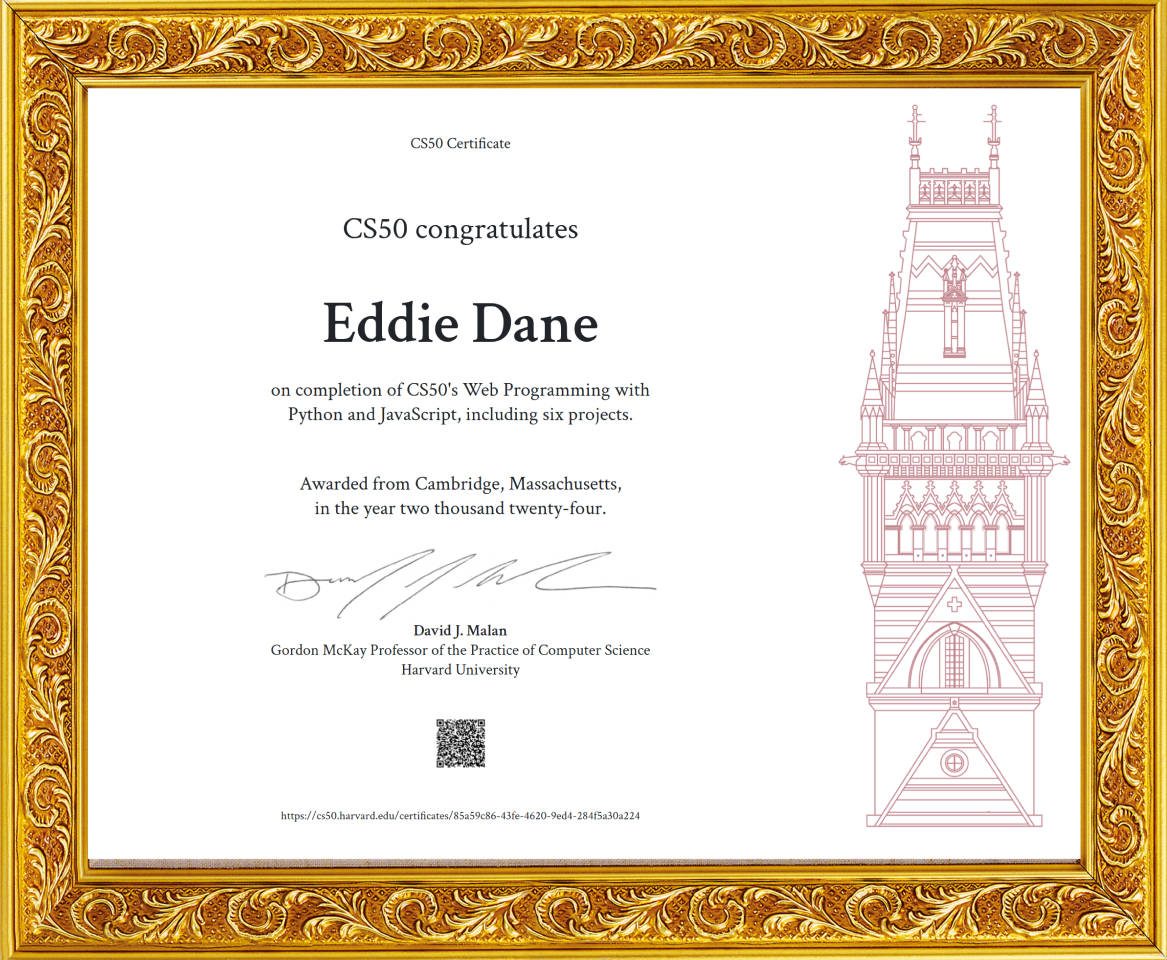 CS50 Certificate
CS50 congratulates
Eddie Dane
on completion of CS50's Web Programming with
Python and JavaScript, including six projects.
Awarded from Cambridge, Massachusetts,
in the year two thousand twenty-four.
David J. Malan
Gordon McKay Professor of the Practice of Computer Science
Harvard University
https://cs50.harvard.edu/certificates/85a59c86-43fe-4620-9ed4-284f5a30a224